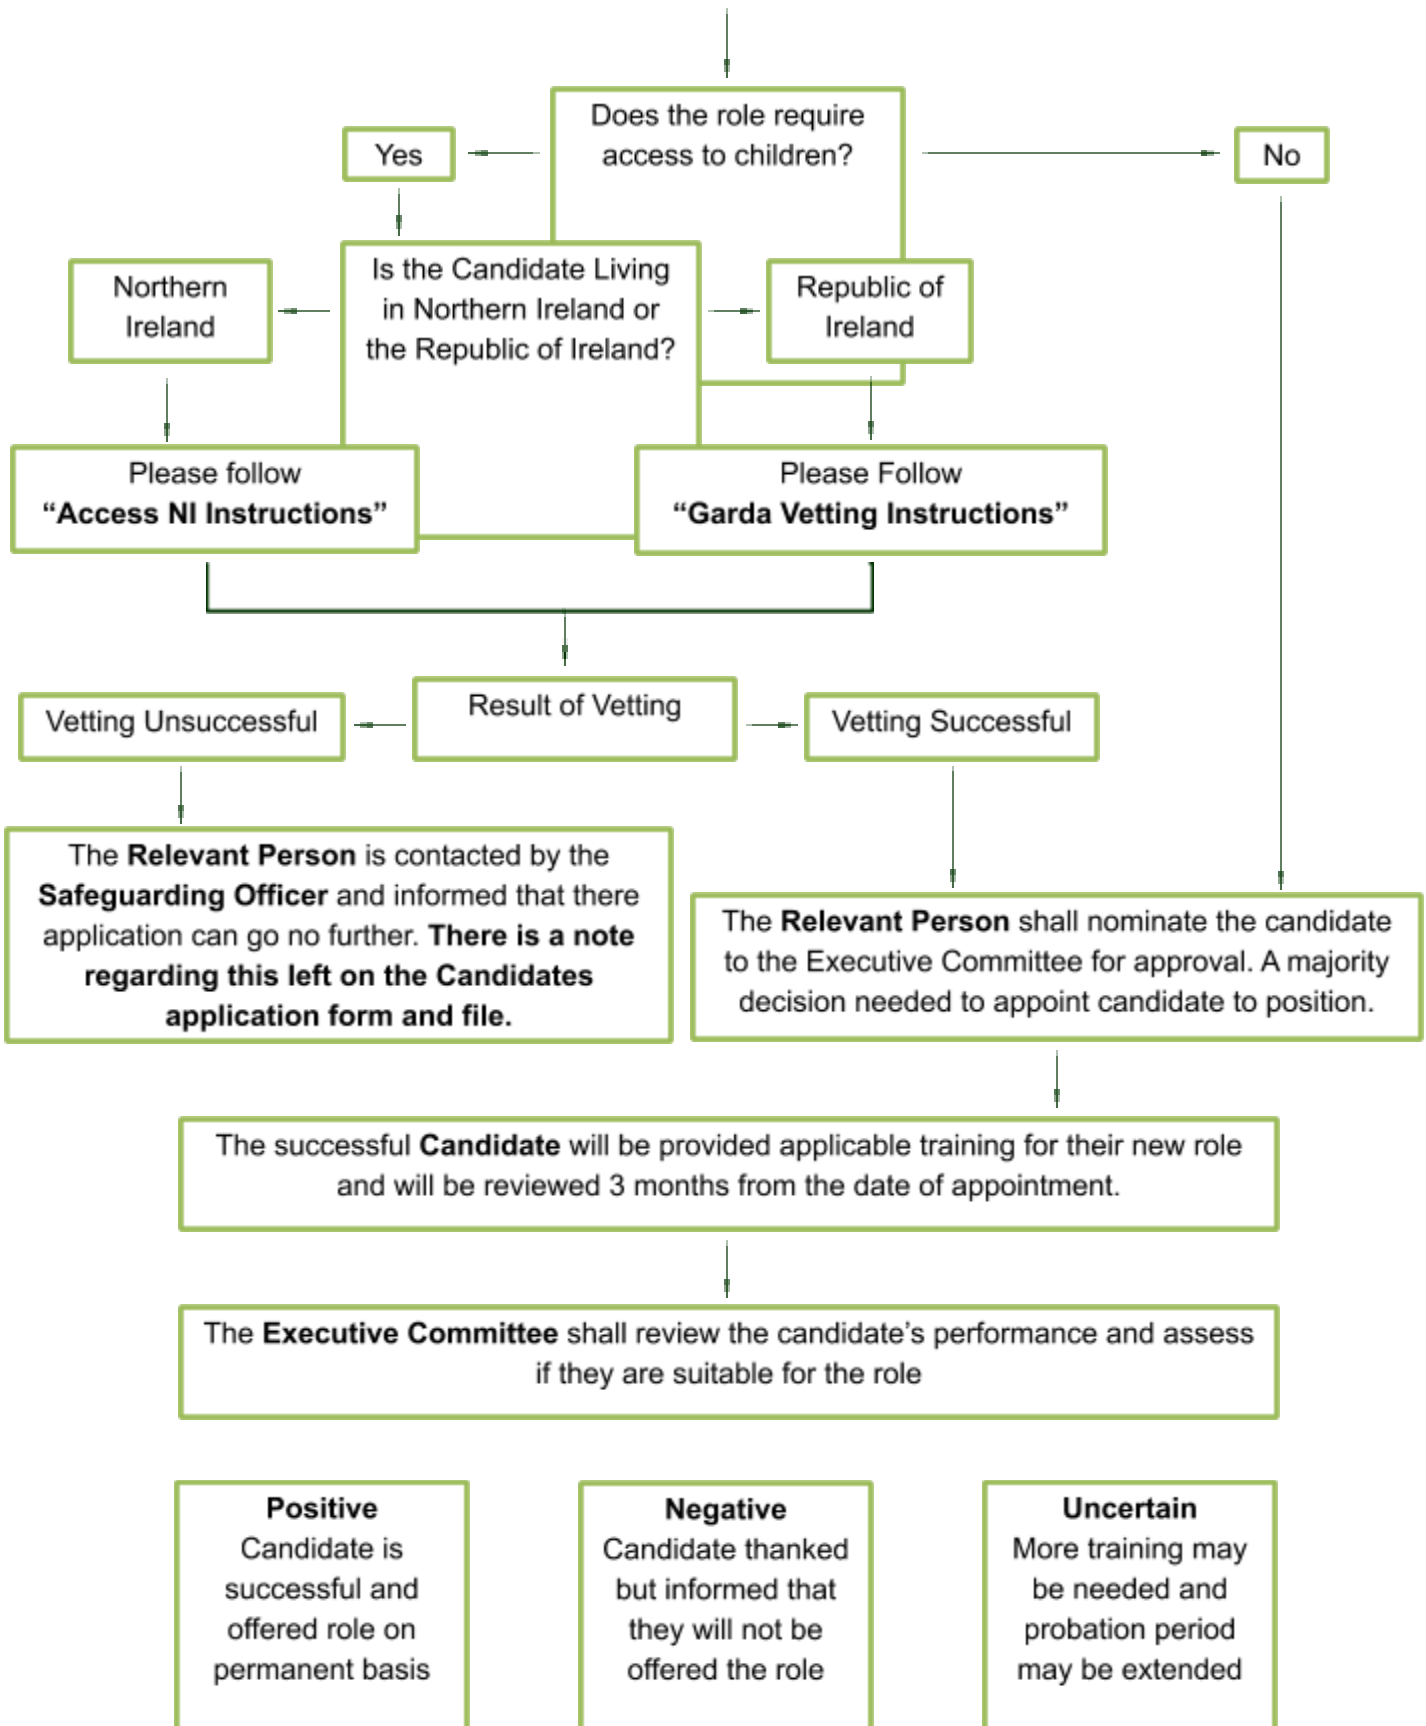 Does the role require
access to children?
Yes
No
Is the Candidate Living
in Northern Ireland or
the Republic of Ireland?
Northern
Ireland
Republic of
Ireland
Please follow
“Access NI Instructions”
Please Follow
“Garda Vetting Instructions”
Result of Vetting
Vetting Unsuccessful
Vetting Successful
The Relevant Person is contacted by the
Safeguarding Officer and informed that there
application can go no further. There is a note
regarding this left on the Candidates
application form and file.
The Relevant Person shall nominate the candidate
to the Executive Committee for approval. A majority
decision needed to appoint candidate to position.
The successful Candidate will be provided applicable training for their new role
and will be reviewed 3 months from the date of appointment.
The Executive Committee shall review the candidate’s performance and assess
if they are suitable for the role
Positive
Candidate is
successful and
offered role on
permanent basis
Negative
Candidate thanked
but informed that
they will not be
offered the role
Uncertain
More training may
be needed and
probation period
may be extended